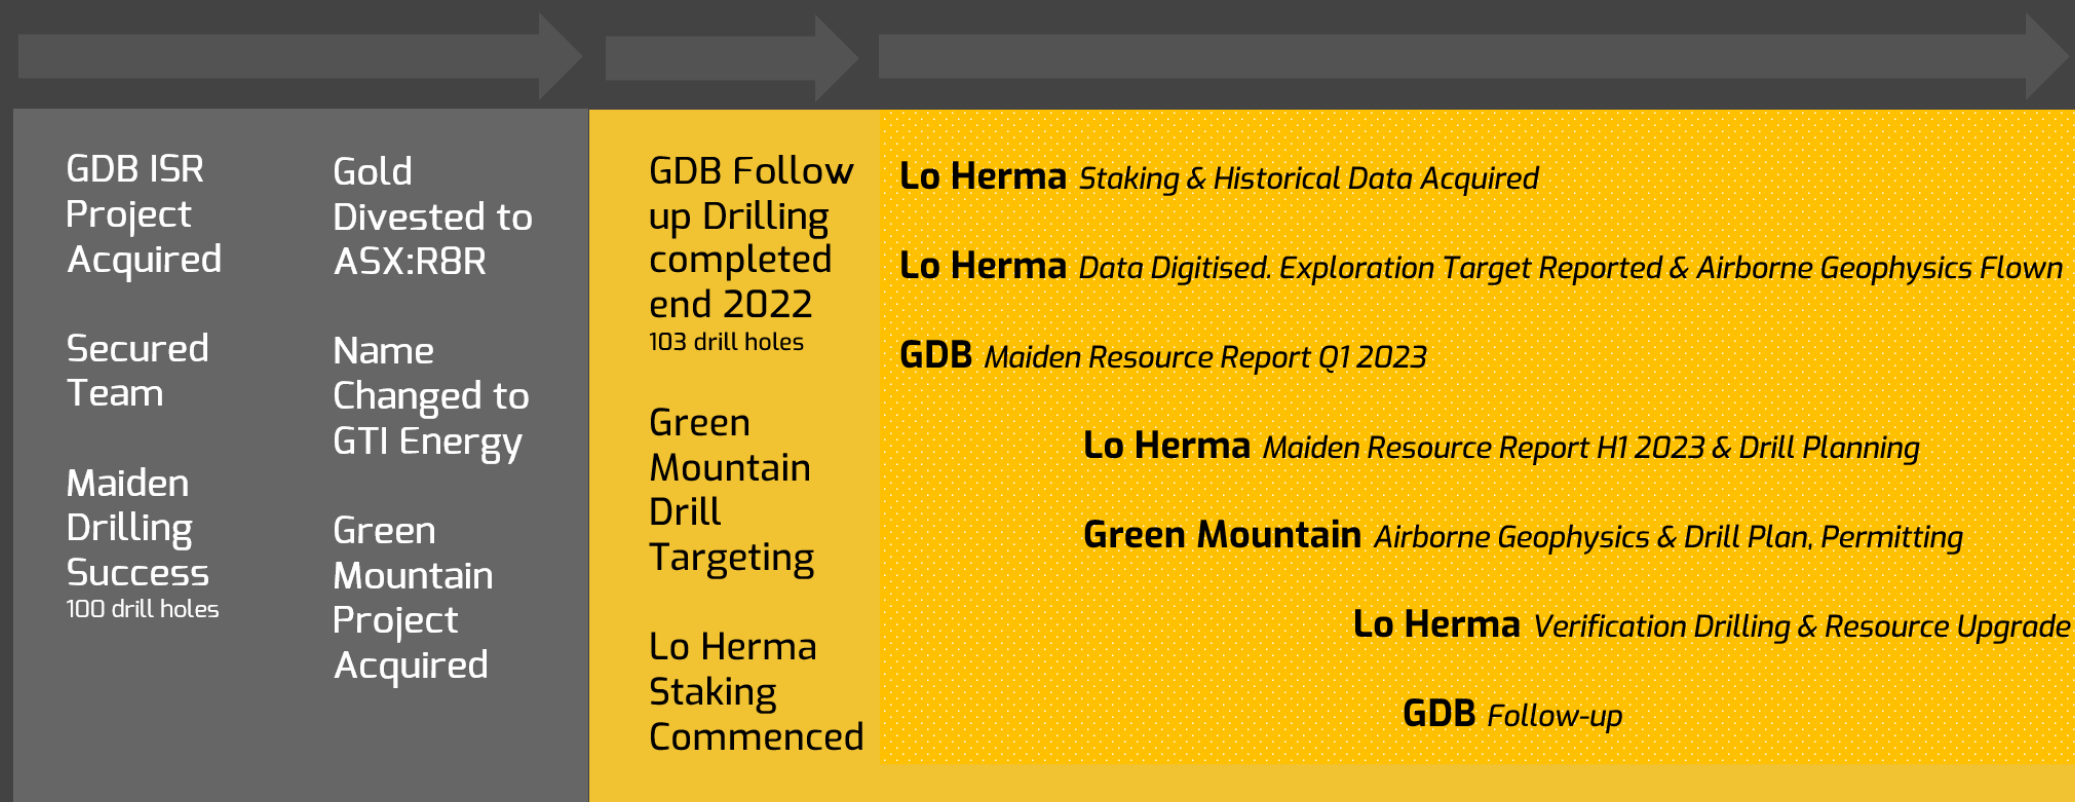 GDB ISR
Project
Acquired
Secured
Team
Maiden
Drilling
Success
100 drill holes
Gold
Divested to
ASX:R8R
Name
Changed to
GTI Energy
Green
Mountain
Project
Acquired
GDB Follow
up Drilling
completed
end 2022
103 drill holes
Green
Mountain
Drill
Targeting
Lo Herma
Staking
Commenced
Lo Herma Staking & Historical Data Acquired
Lo Herma Data Digitised. Exploration Target Reported & Airborne Geophysics Flown
GDB Maiden Resource Report Q1 2023
Lo Herma Maiden Resource Report H1 2023 & Drill Planning
Green Mountain Airborne Geophysics & Drill Plan, Permitting
Lo Herma Verification Drilling & Resource Upgrade
GDB Follow-up